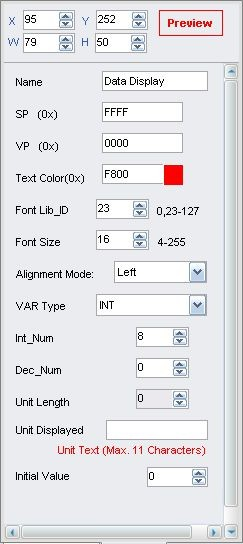 X 95 Y 252 Preview
W 79 H 50
Name Data Display
SP (0x) FFFF
VP (0x) 0000
Text Color(0x) F800
Font Lib_ID 23 0,23-127
Font Size 16 4-255
Alignment Mode: Left
VAR Type INT
Int_Num 8
Dec_Num 0
Unit Length 0
Unit Displayed
Unit Text (Max. 11 Characters)
Initial Value 0